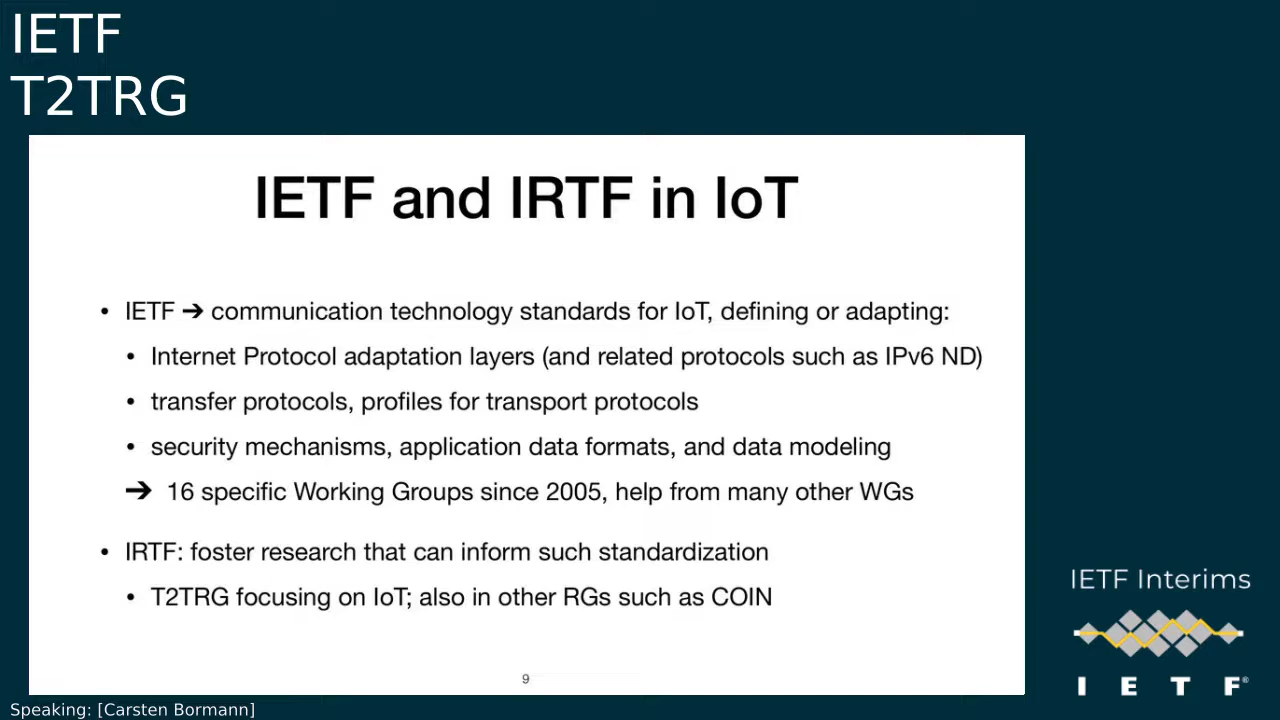 IETF
T2TRG
IETF and IRTF in IoT
• IETF ➔ communication technology standards for IoT, defining or adapting:
• Internet Protocol adaptation layers (and related protocols such as IPv6 ND)
• transfer protocols, profiles for transport protocols
• security mechanisms, application data formats, and data modeling
➔ 16 specific Working Groups since 2005, help from many other WGs
• IRTF: foster research that can inform such standardization
• T2TRG focusing on IoT; also in other RGs such as COIN
9
IETF Interims
I E T F®
Speaking: [Carsten Bormann]